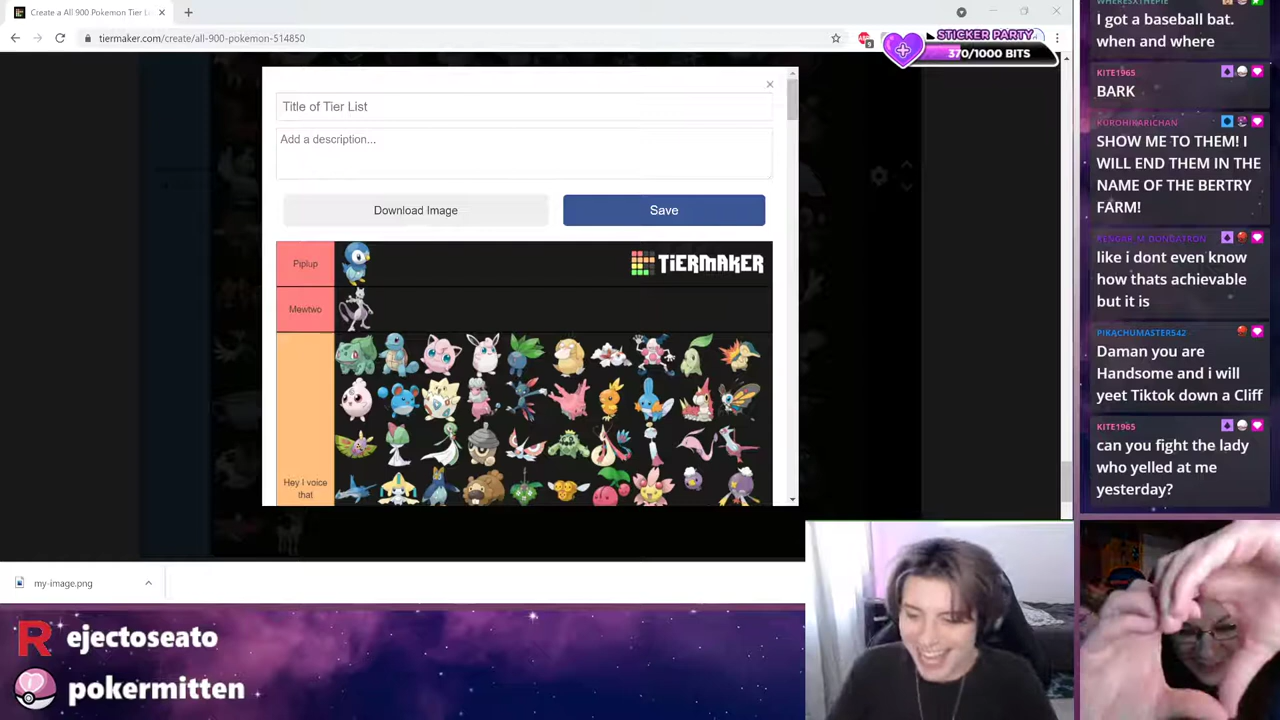 Create a All 900 Pokemon Tier Li
tiermaker.com/create/all-900-pokemon-514850
Title of Tier List
Add a description...
Download Image
Save
Piplup
TIERMAKER
Mewtwo
Hey I voice
that
my-image.png
R ejectoseato
pokermitten
STICKER PARTY
370/1000 BITS
I got a baseball bat.
when and where
KITE1965
BARK
KUROHIKARICHAN
SHOW ME TO THEM! I
WILL END THEM IN THE
NAME OF THE BERTRY
FARM!
like i dont even know
how thats achievable
but it is
PIKACHUMASTER542
Daman you are
Handsome and i will
yeet Tiktok down a Cliff
KITE1965
can you fight the lady
who yelled at me
yesterday?